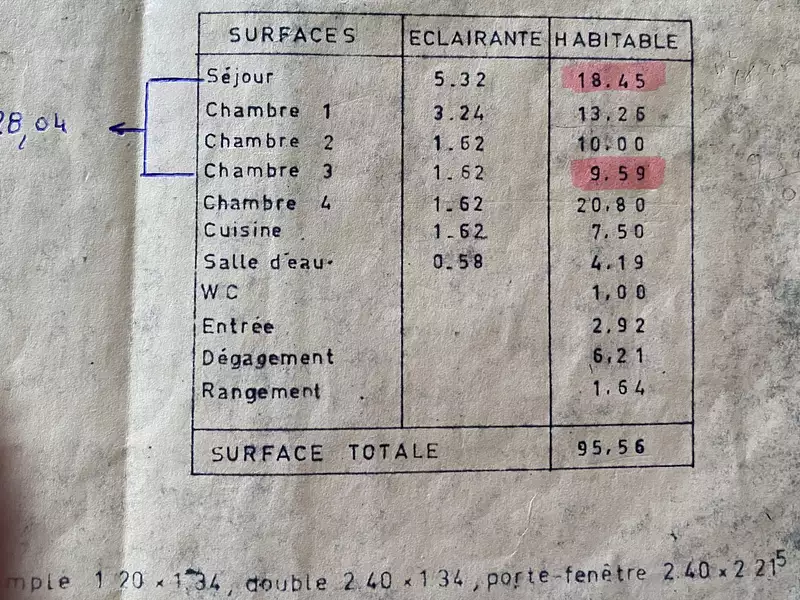 SURFACES ECLAIRANTE HABITABLE
Séjour 5.32 18.45
28,04
Chambre 1 3.24 13,26
Chambre 2 1.62 10.00
Chambre 3 1.62 9.59
Chambre 4 1.62 20,80
Cuisine 1.62 7,50
Salle d'eau 0.58 4,19
WC 1,00
Entrée 2,92
Dégagement 6,21
Rangement 1,64
SURFACE TOTALE 95,56
mple 1 20 × 1.34, double 2.40 × 1 34, porte-fenêtre 2.40 × 2 21⁵